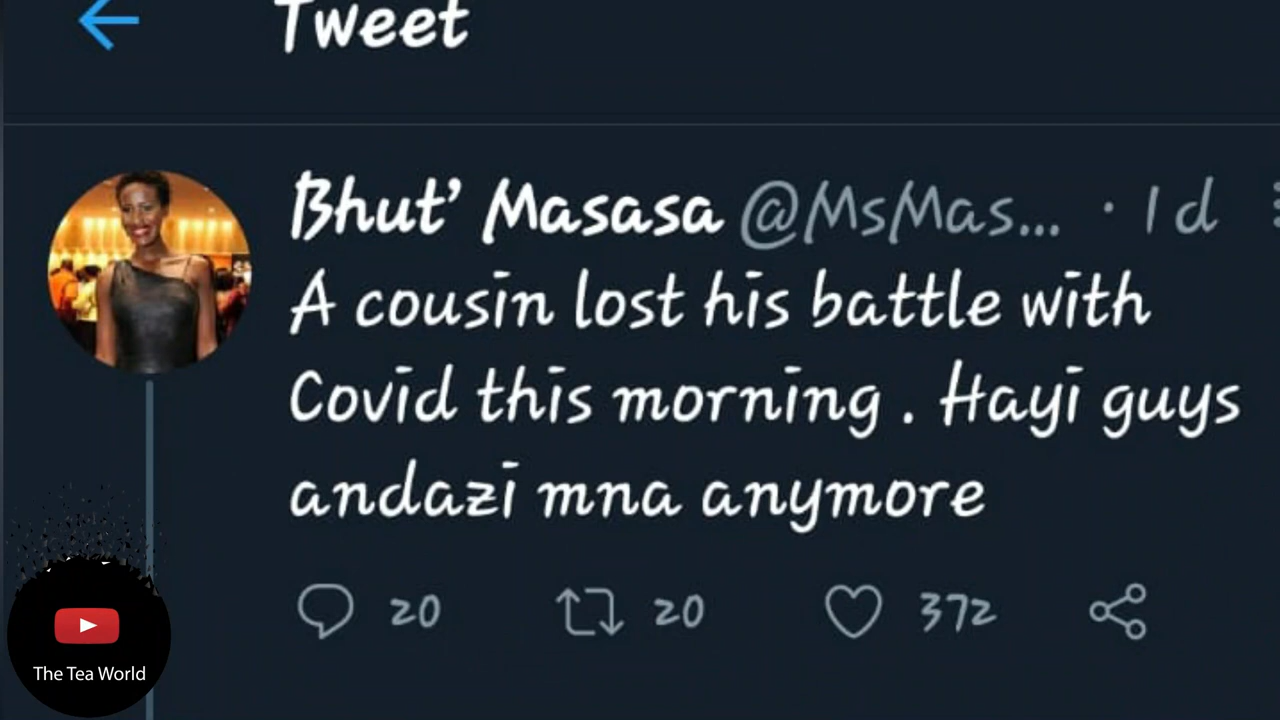 Tweet
Bhut' Masasa @MsMas... · 1d
A cousin lost his battle with
Covid this morning . Hayi guys
andazi mna anymore
20 20 372
The Tea World